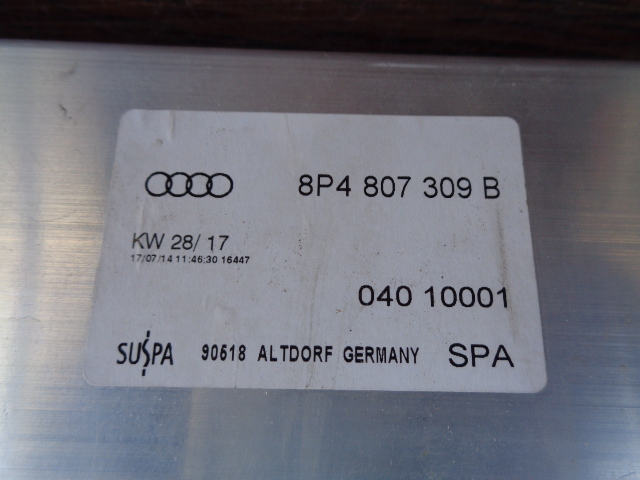 8P4 807 309 B
KW 28/ 17
17/07/14 11:46:30 16447
040 10001
SUSPA 90518 ALTDORF GERMANY SPA